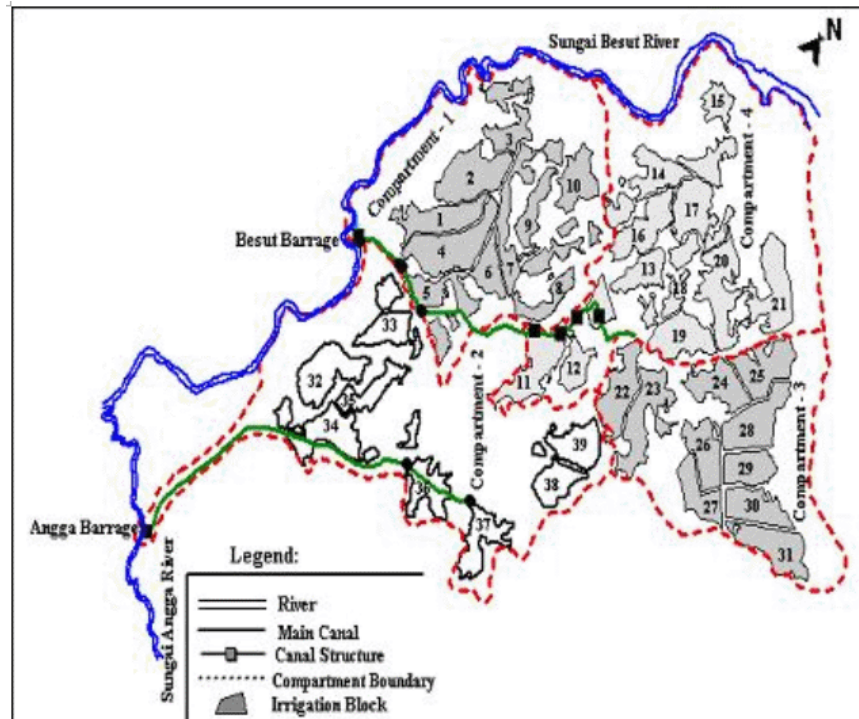 Sungai Besut River
N
15
Compartment - 1
3
Compartment - 4
2
10
14
1
17
9
16
Besut Barrage
4
6
7
13
20
5
8
18
21
33
19
11
12
32
35
22
23
24
25
34
Compartment - 2
28
26
39
Compartment - 3
29
36
38
27
30
37
Angga Barrage
31
Sungai Angga River
Legend:
River
Main Canal
Canal Structure
Compartment Boundary
Irrigation Block